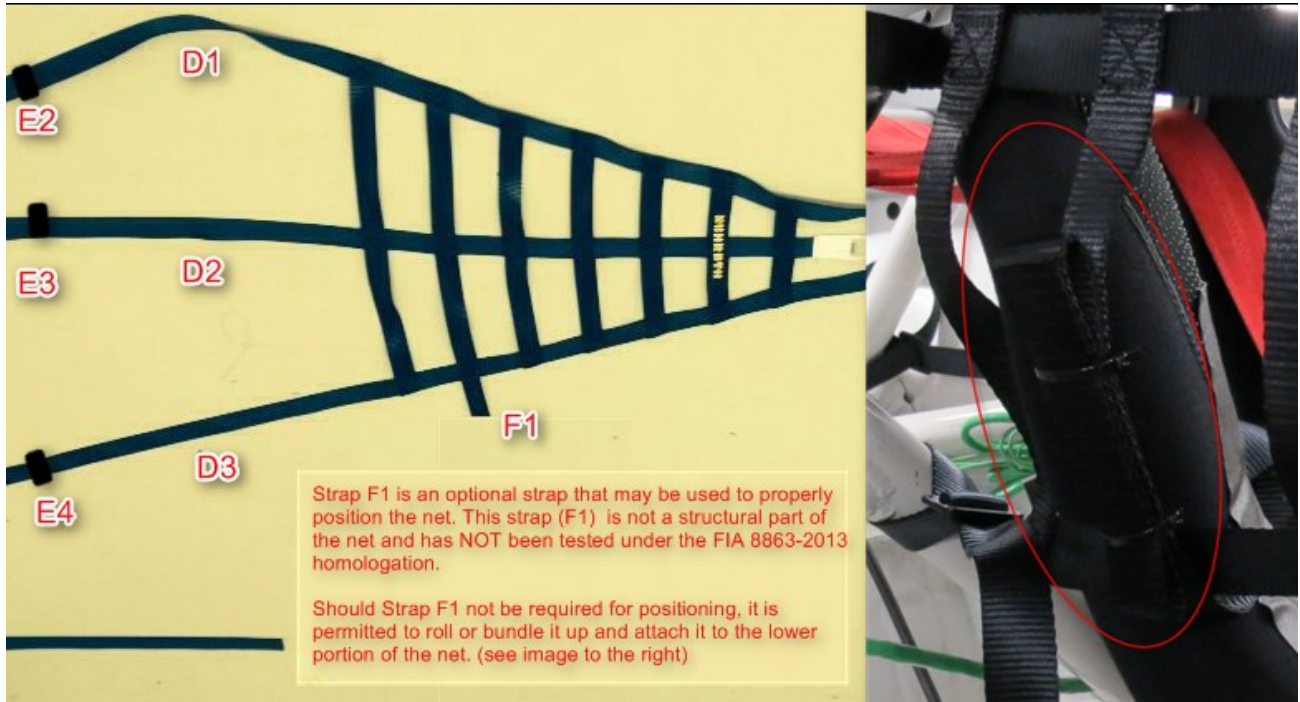 D1
E2
E3
D2
F1
D3
E4
Strap F1 is an optional strap that may be used to properly
position the net. This strap (F1) is not a structural part of
the net and has NOT been tested under the FIA 8863-2013
homologation.
Should Strap F1 not be required for positioning, it is
permitted to roll or bundle it up and attach it to the lower
portion of the net. (see image to the right)